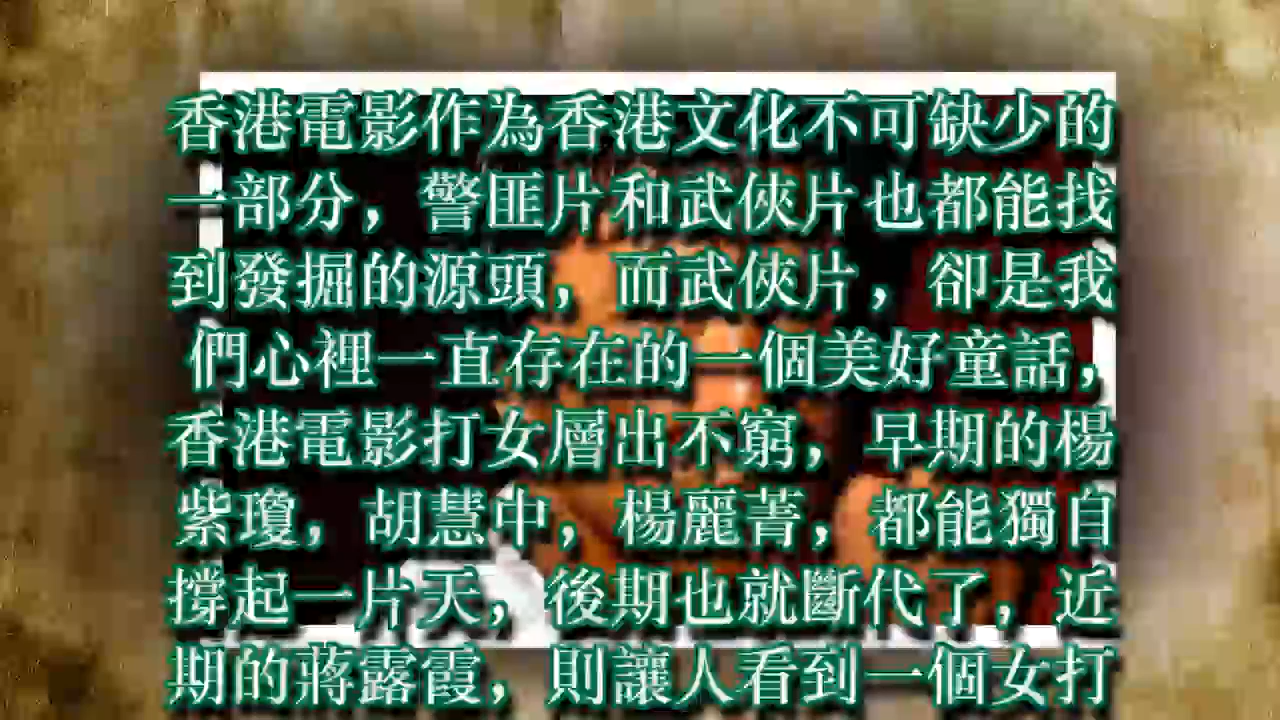 香港電影作為香港文化不可缺少的
一部分，警匪片和武俠片也都能找
到發掘的源頭，而武俠片，卻是我
們心裡一直存在的一個美好童話，
香港電影打女層出不窮，早期的楊
紫瓊，胡慧中，楊麗菁，都能獨自
撐起一片天，後期也就斷代了，近
期的蔣露霞，則讓人看到一個女打